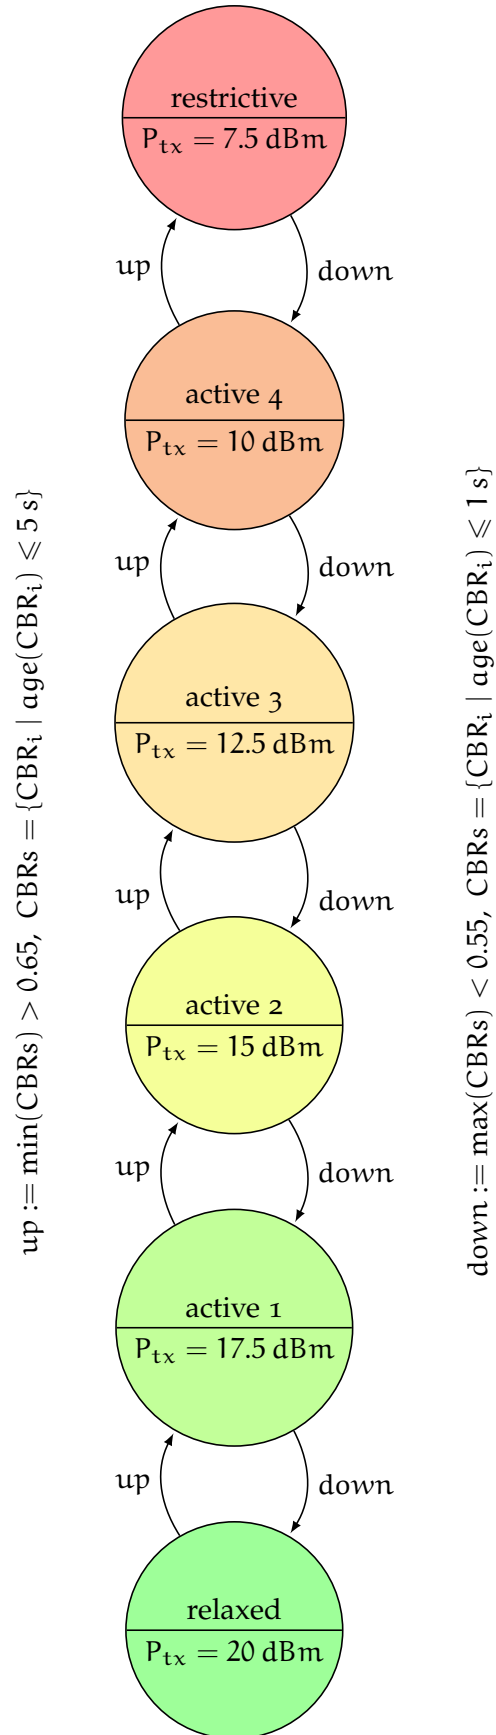 restrictive
P_tx = 7.5 dBm
up
down
active 4
P_tx = 10 dBm
up
down
active 3
P_tx = 12.5 dBm
up
down
active 2
P_tx = 15 dBm
up
down
active 1
P_tx = 17.5 dBm
up
down
relaxed
P_tx = 20 dBm
up := min(CBRs) > 0.65, CBRs = {CBR_i | age(CBR_i) ⩽ 5 s}
down := max(CBRs) < 0.55, CBRs = {CBR_i | age(CBR_i) ⩽ 1 s}